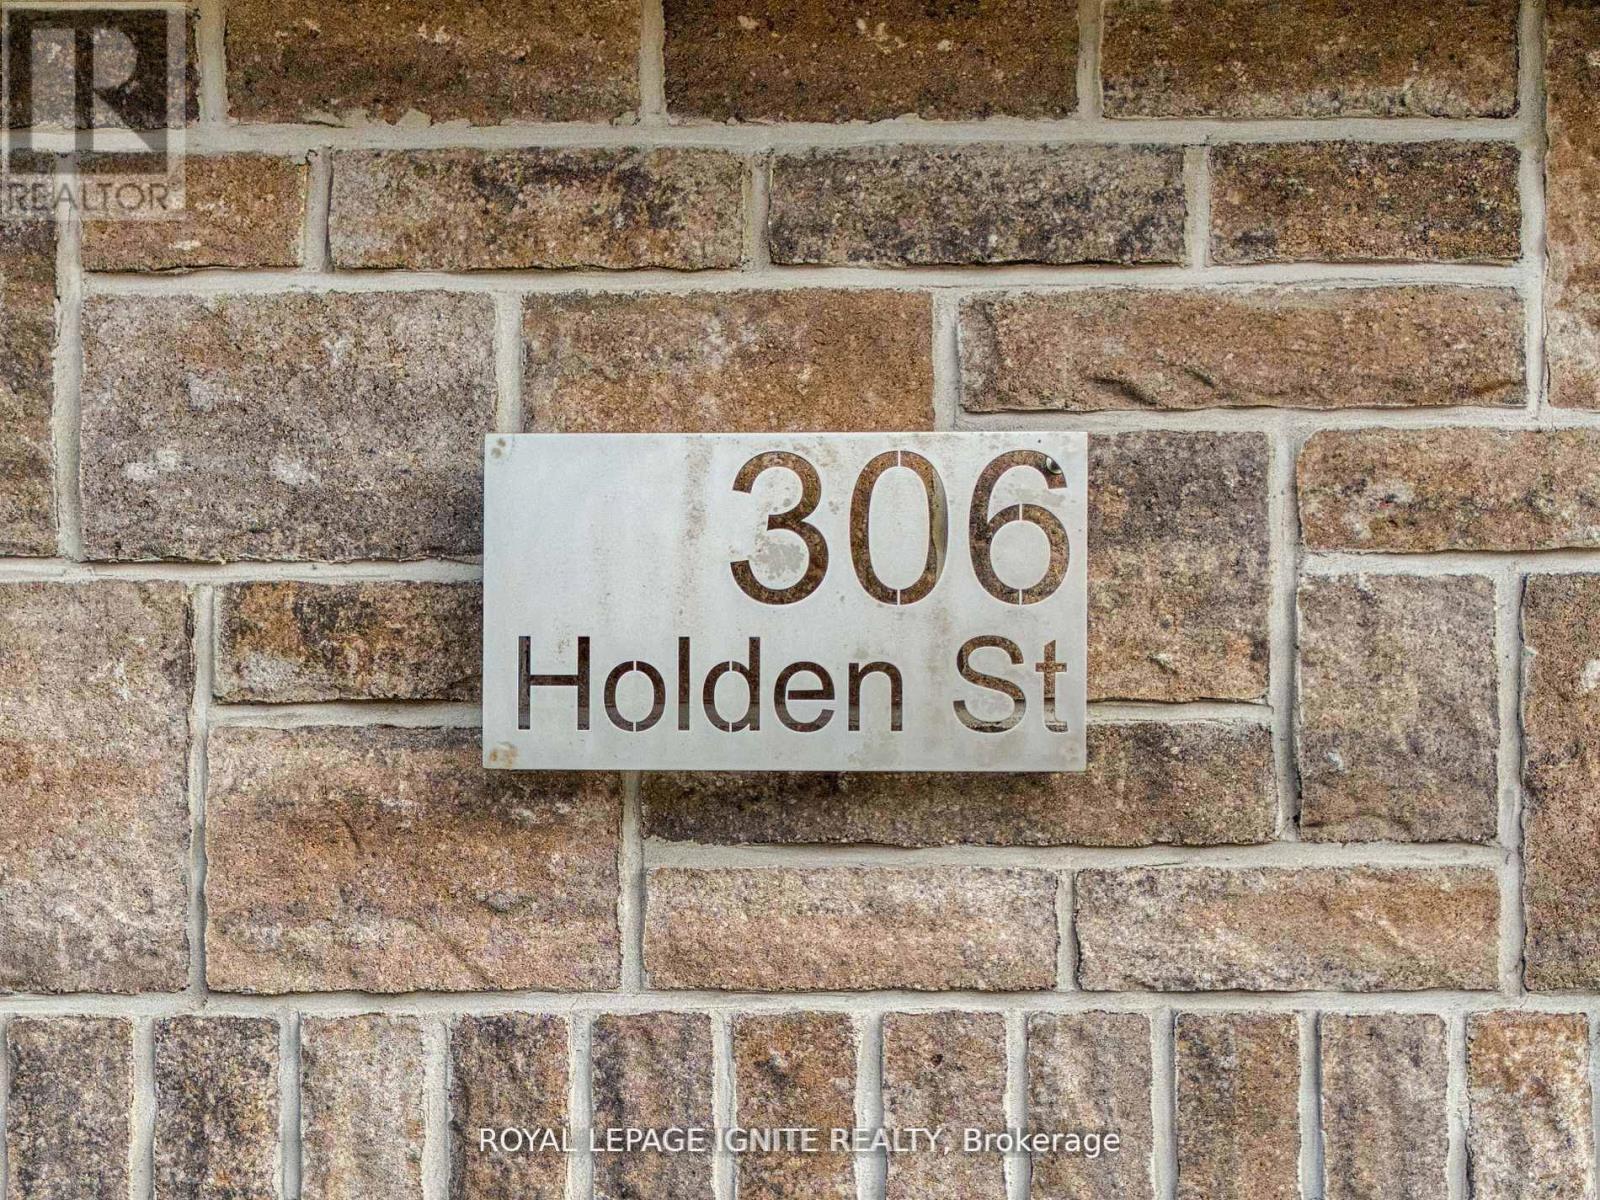 REALTOR
306
Holden St
ROYAL LEPAGE IGNITE REALTY, Brokerage